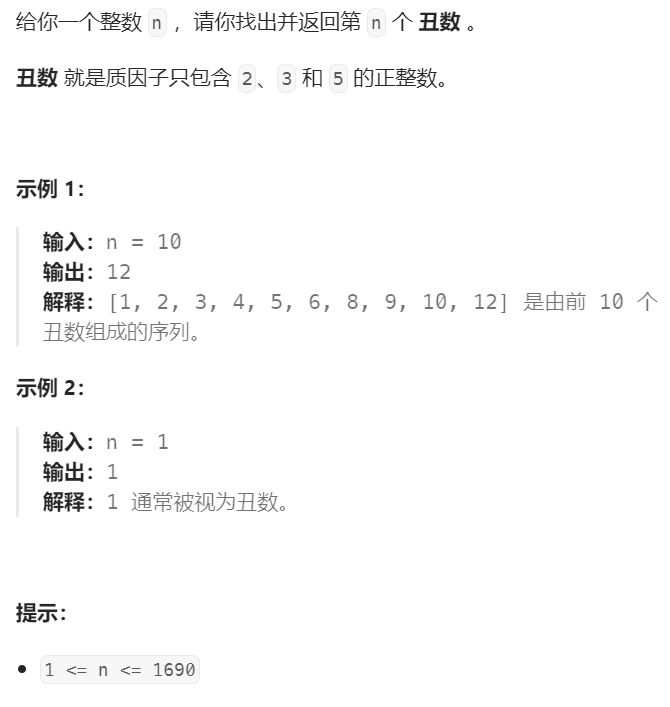 给你一个整数 n ，请你找出并返回第 n 个 丑数 。
丑数 就是质因子只包含 2、3 和 5 的正整数。
示例 1：
输入：n = 10
输出：12
解释：[1, 2, 3, 4, 5, 6, 8, 9, 10, 12] 是由前 10 个
丑数组成的序列。
示例 2：
输入：n = 1
输出：1
解释：1 通常被视为丑数。
提示：
• 1 <= n <= 1690